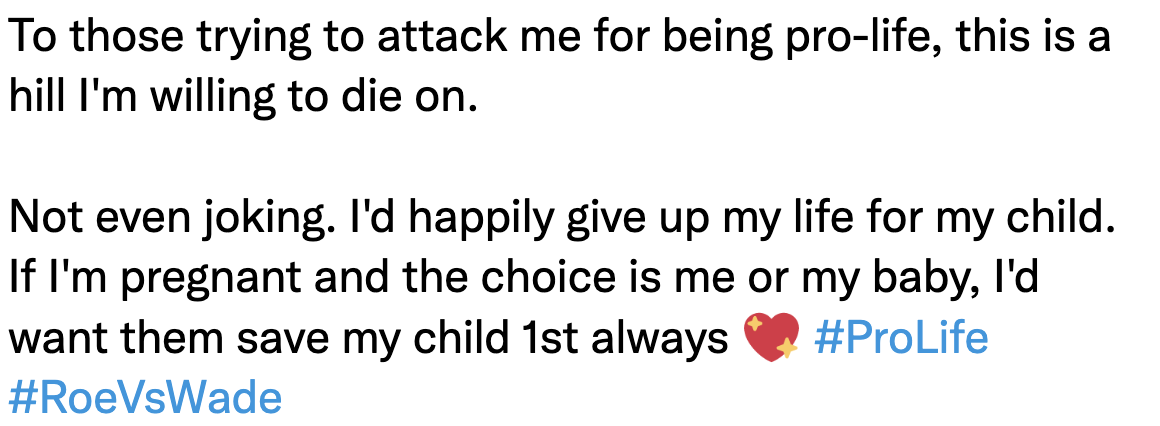 To those trying to attack me for being pro-life, this is a
hill I'm willing to die on.
Not even joking. I'd happily give up my life for my child.
If I'm pregnant and the choice is me or my baby, I'd
want them save my child 1st always 💖 #ProLife
#RoeVsWade